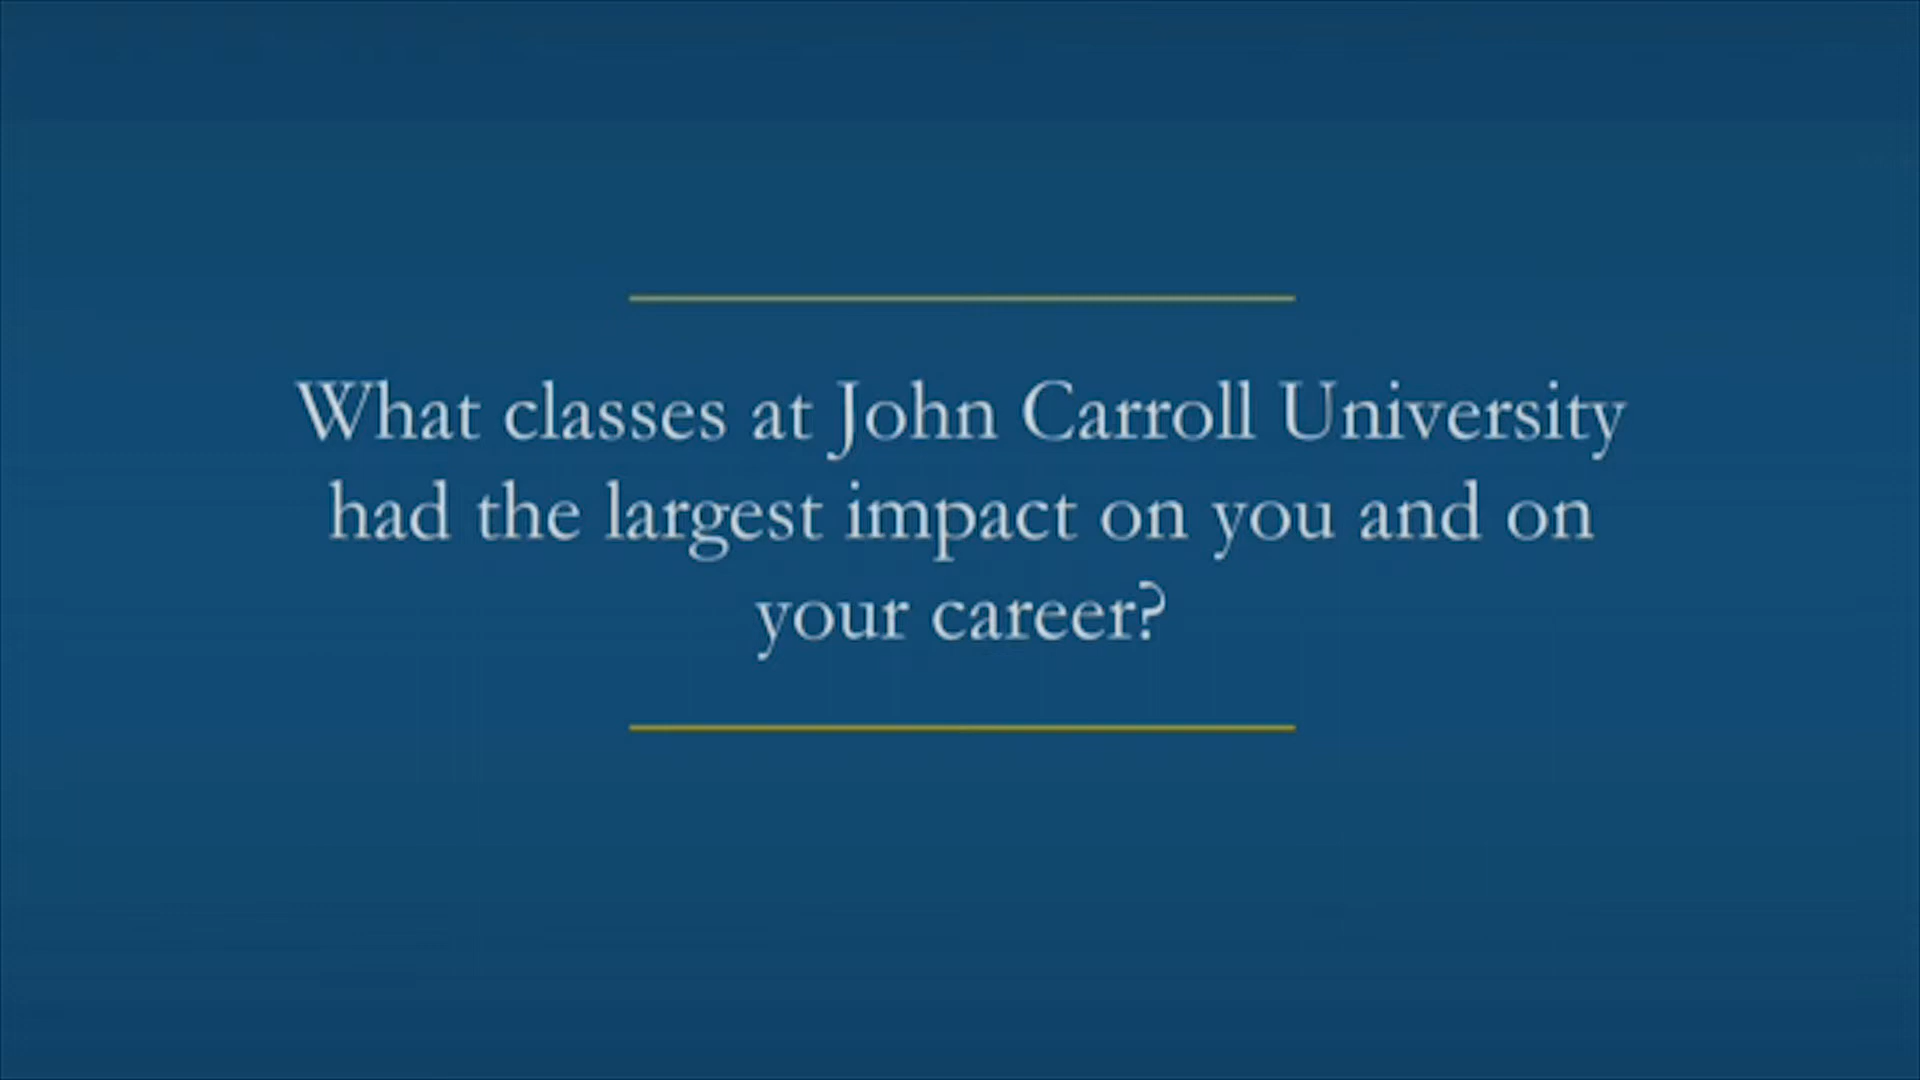 What classes at John Carroll University
had the largest impact on you and on
your career?